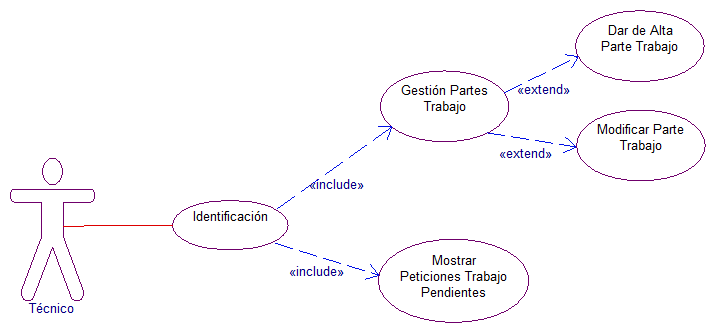 Dar de Alta
Parte Trabajo
Gestión Partes
Trabajo
«extend»
Modificar Parte
Trabajo
«extend»
«include»
Identificación
Mostrar
Peticiones Trabajo
Pendientes
«include»
Técnico